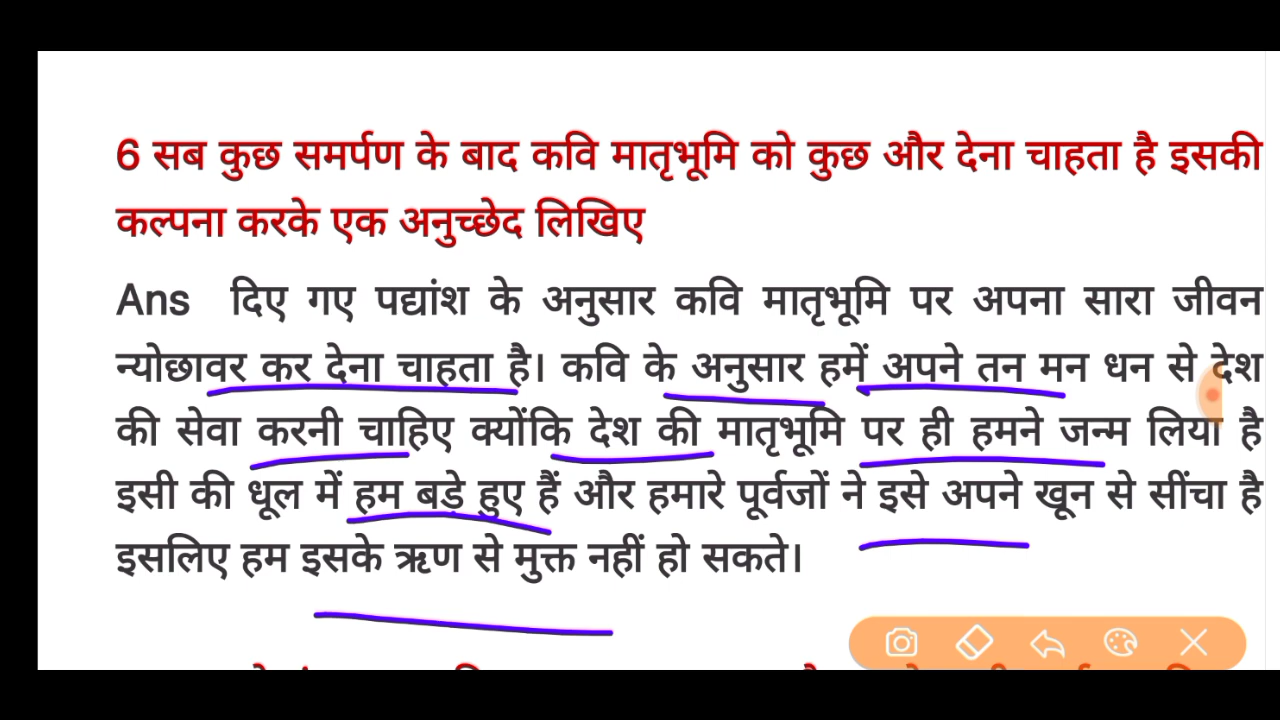 6 सब कुछ समर्पण के बाद कवि मातृभूमि को कुछ और देना चाहता है इसकी
कल्पना करके एक अनुच्छेद लिखिए
Ans दिए गए पद्यांश के अनुसार कवि मातृभूमि पर अपना सारा जीवन
न्योछावर कर देना चाहता है। कवि के अनुसार हमें अपने तन मन धन से देश
की सेवा करनी चाहिए क्योंकि देश की मातृभूमि पर ही हमने जन्म लिया है
इसी की धूल में हम बड़े हुए हैं और हमारे पूर्वजों ने इसे अपने खून से सींचा है
इसलिए हम इसके ऋण से मुक्त नहीं हो सकते।